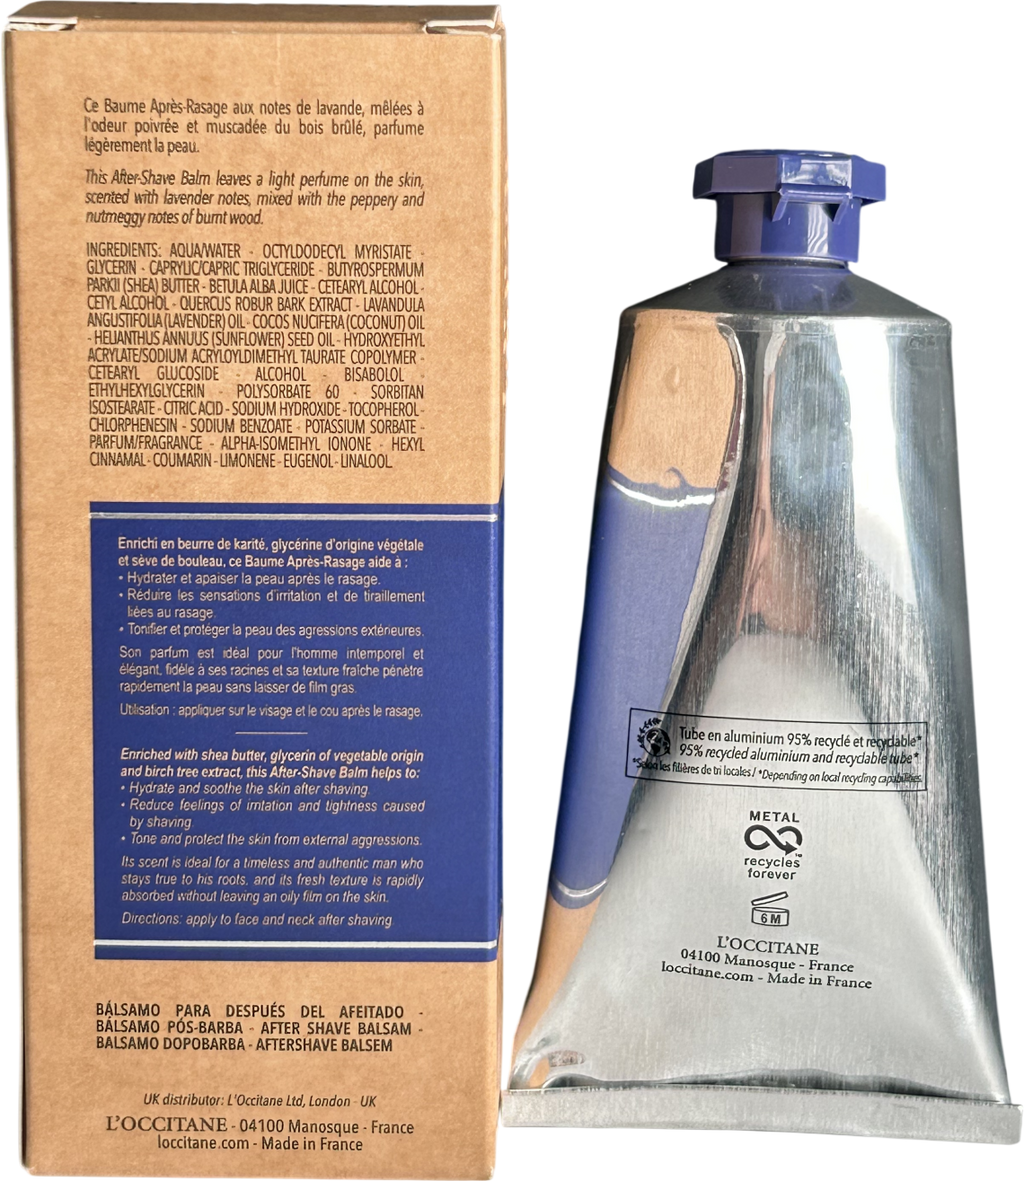 Ce Baume Après-Rasage aux notes de lavande, mêlées à
l'odeur poivrée et muscadée du bois brûlé, parfume
légèrement la peau.
This After-Shave Balm leaves a light perfume on the skin,
scented with lavender notes, mixed with the peppery and
nutmeggy notes of burnt wood.
INGREDIENTS: AQUA/WATER - OCTYLDODECYL MYRISTATE -
GLYCERIN - CAPRYLIC/CAPRIC TRIGLYCERIDE - BUTYROSPERMUM
PARKII (SHEA) BUTTER - BETULA ALBA JUICE - CETEARYL ALCOHOL -
CETYL ALCOHOL - QUERCUS ROBUR BARK EXTRACT - LAVANDULA
ANGUSTIFOLIA (LAVENDER) OIL - COCOS NUCIFERA (COCONUT) OIL
- HELIANTHUS ANNUUS (SUNFLOWER) SEED OIL - HYDROXYETHYL
ACRYLATE/SODIUM ACRYLOYLDIMETHYL TAURATE COPOLYMER -
CETEARYL GLUCOSIDE - ALCOHOL - BISABOLOL -
ETHYLHEXYLGLYCERIN - POLYSORBATE 60 - SORBITAN
ISOSTEARATE - CITRIC ACID - SODIUM HYDROXIDE - TOCOPHEROL -
CHLORPHENESIN - SODIUM BENZOATE - POTASSIUM SORBATE -
PARFUM/FRAGRANCE - ALPHA-ISOMETHYL IONONE - HEXYL
CINNAMAL - COUMARIN - LIMONENE - EUGENOL - LINALOOL.
Enrichi en beurre de karité, glycérine d'origine végétale
et sève de bouleau, ce Baume Après-Rasage aide à :
• Hydrater et apaiser la peau après le rasage.
• Réduire les sensations d'irritation et de tiraillement
liées au rasage.
• Tonifier et protéger la peau des agressions extérieures.
Son parfum est idéal pour l'homme intemporel et
élégant, fidèle à ses racines et sa texture fraîche pénètre
rapidement la peau sans laisser de film gras.
Utilisation : appliquer sur le visage et le cou après le rasage.
Enriched with shea butter, glycerin of vegetable origin
and birch tree extract, this After-Shave Balm helps to:
• Hydrate and soothe the skin after shaving.
• Reduce feelings of irritation and tightness caused
by shaving.
• Tone and protect the skin from external aggressions.
Its scent is ideal for a timeless and authentic man who
stays true to his roots, and its fresh texture is rapidly
absorbed without leaving an oily film on the skin.
Directions: apply to face and neck after shaving.
BÁLSAMO PARA DESPUÉS DEL AFEITADO -
BÁLSAMO PÓS-BARBA - AFTER SHAVE BALSAM -
BALSAMO DOPOBARBA - AFTERSHAVE BALSEM
UK distributor: L'Occitane Ltd, London - UK
L'OCCITANE - 04100 Manosque - France
loccitane.com - Made in France
Tube en aluminium 95% recyclé et recyclable*
95% recycled aluminium and recyclable tube*
*Selon les filières de tri locales / *Depending on local recycling capabilities.
METAL
recycles
forever
6 M
L'OCCITANE
04100 Manosque - France
loccitane.com - Made in France